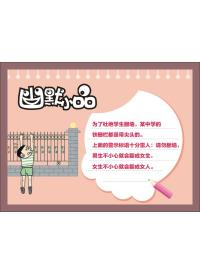 幽默小品
为了杜绝学生翻墙，某中学的
铁栅栏都是带尖头的。
上面的警示标语十分雷人：请勿翻墙，
男生不小心就会翻成女生，
女生不小心就会翻成女人。